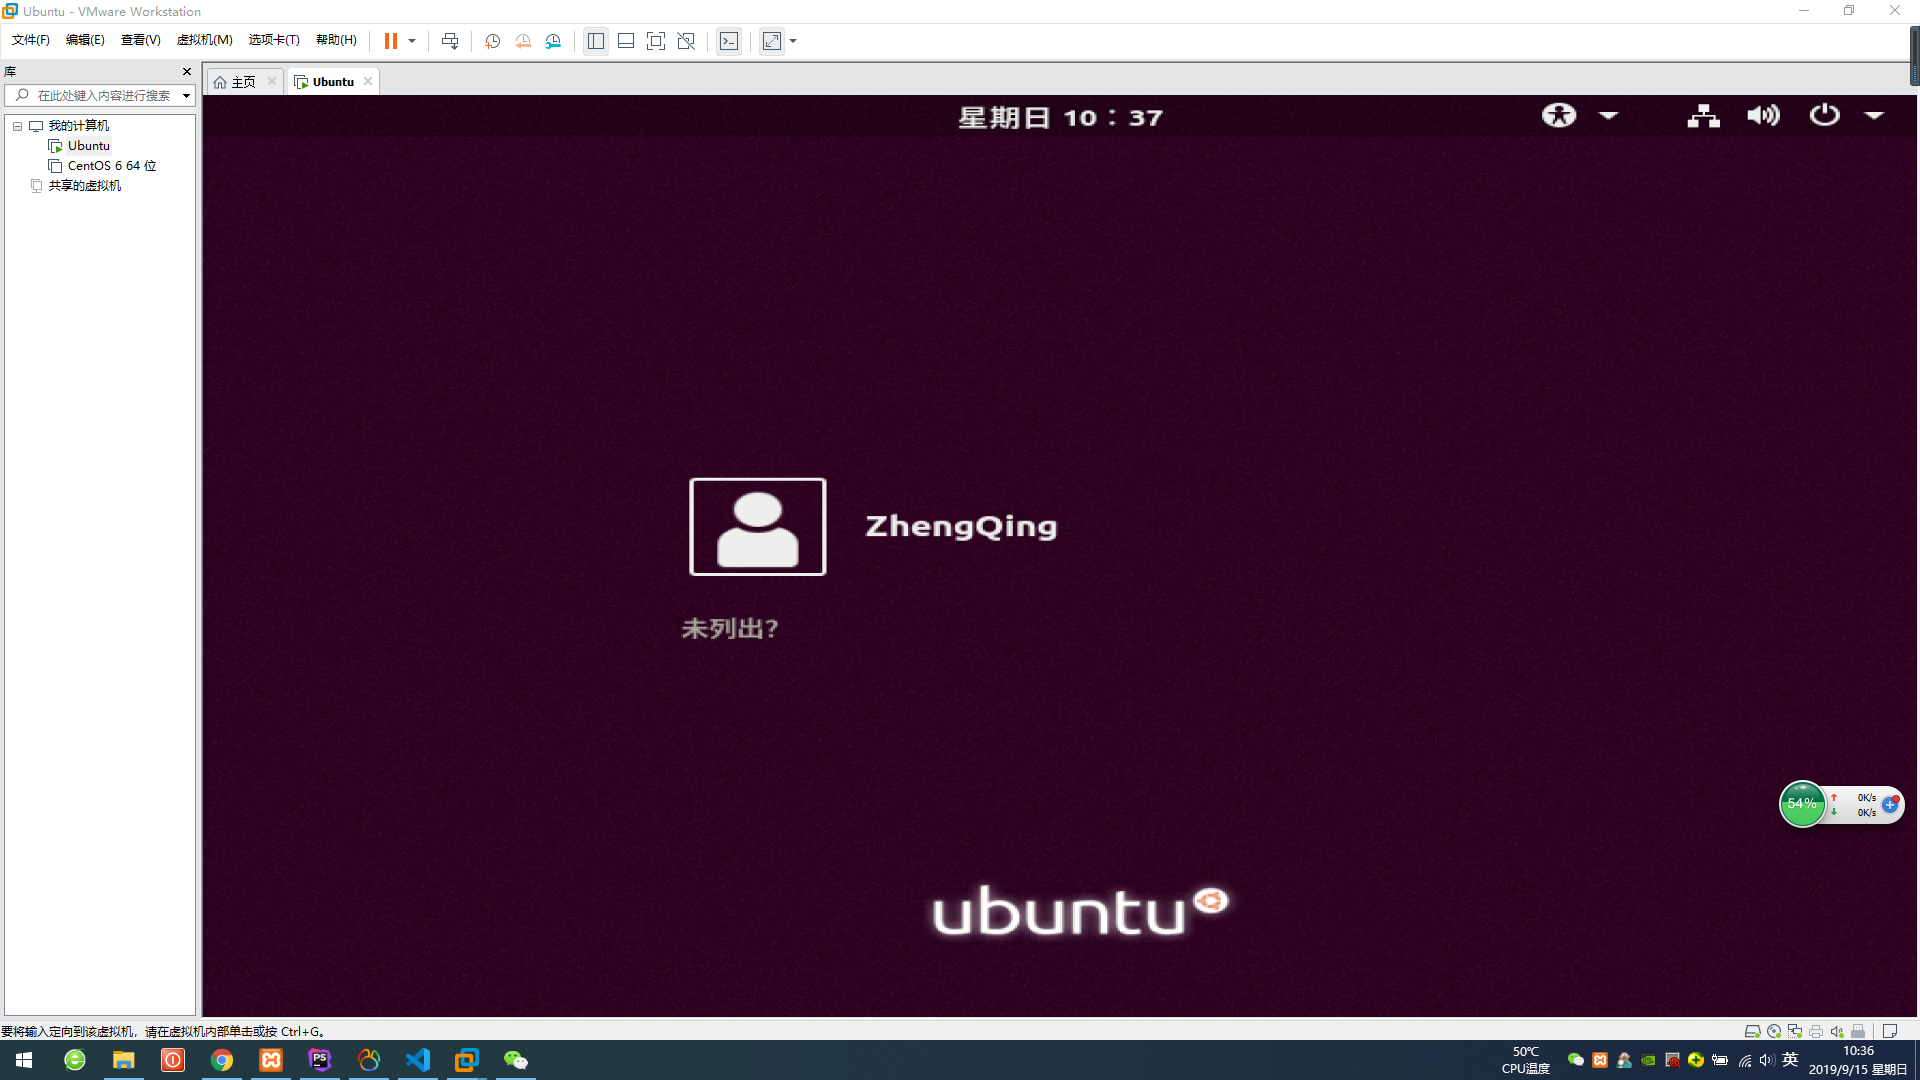 Ubuntu - VMware Workstation
文件(F) 编辑(E) 查看(V) 虚拟机(M) 选项卡(T) 帮助(H)
库
在此处键入内容进行搜索
我的计算机
Ubuntu
CentOS 6 64 位
共享的虚拟机
主页
Ubuntu
星期日 10：37
ZhengQing
未列出?
54%
0K/s
0K/s
ubuntu
要将输入定向到该虚拟机，请在虚拟机内部单击或按 Ctrl+G。
PS
50℃
CPU温度
英
10:36
2019/9/15 星期日